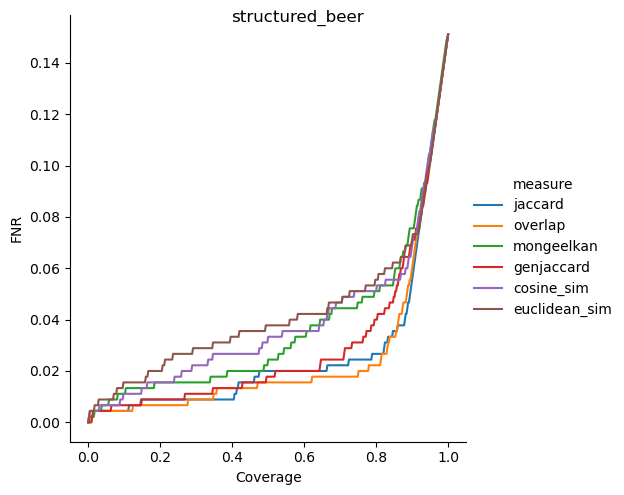 structured_beer
FNR
0.14
0.12
0.10
0.08
0.06
0.04
0.02
0.00
0.0 0.2 0.4 0.6 0.8 1.0
Coverage
measure
jaccard
overlap
mongeelkan
genjaccard
cosine_sim
euclidean_sim